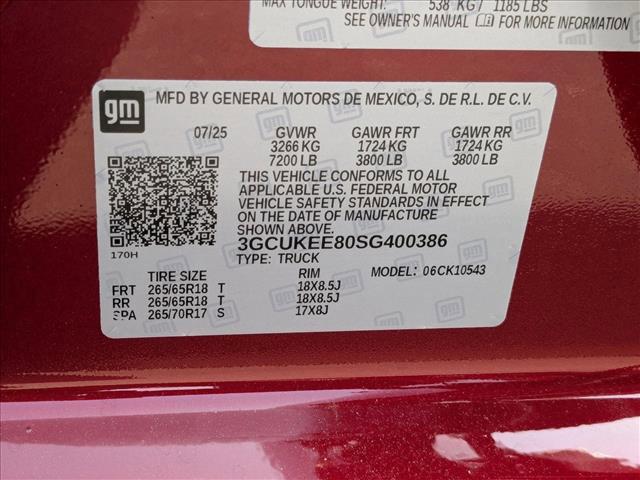 MAX TONGUE WEIGHT: 538 KG / 1185 LBS
SEE OWNER'S MANUAL FOR MORE INFORMATION
gm
MFD BY GENERAL MOTORS DE MEXICO, S. DE R.L. DE C.V.
07/25 GVWR GAWR FRT GAWR RR
3266 KG 1724 KG 1724 KG
7200 LB 3800 LB 3800 LB
THIS VEHICLE CONFORMS TO ALL
APPLICABLE U.S. FEDERAL MOTOR
VEHICLE SAFETY STANDARDS IN EFFECT
ON THE DATE OF MANUFACTURE
SHOWN ABOVE.
3GCUKEE80SG400386
170H
TYPE: TRUCK MODEL: 06CK10543
TIRE SIZE RIM
FRT 265/65R18 T 18X8.5J
RR 265/65R18 T 18X8.5J
SPA 265/70R17 S 17X8J